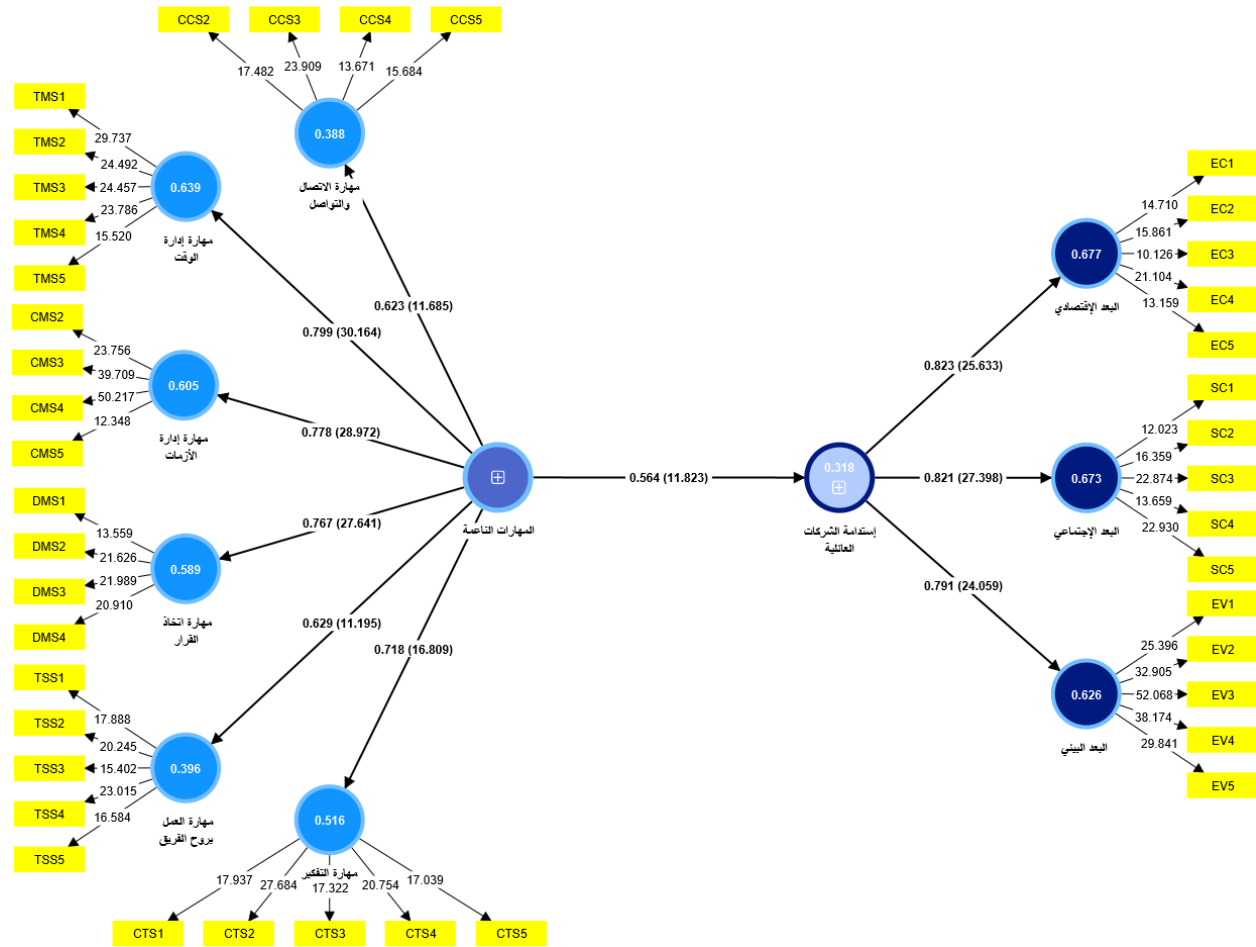 CCS2
CCS3
CCS4
CCS5
17.482
23.909
13.671
15.684
0.388
مهارة الاتصال
والتواصل
TMS1
TMS2
TMS3
TMS4
TMS5
29.737
24.492
24.457
23.786
15.520
0.639
مهارة إدارة
الوقت
CMS2
CMS3
CMS4
CMS5
23.756
39.709
50.217
12.348
0.605
مهارة إدارة
الأزمات
DMS1
DMS2
DMS3
DMS4
13.559
21.626
21.989
20.910
0.589
مهارة اتخاذ
القرار
TSS1
TSS2
TSS3
TSS4
TSS5
17.888
20.245
15.402
23.015
16.584
0.396
مهارة العمل
بروح الفريق
0.516
مهارة التفكير
17.937
27.684
17.322
20.754
17.039
CTS1
CTS2
CTS3
CTS4
CTS5
0.623 (11.685)
0.799 (30.164)
0.778 (28.972)
0.767 (27.641)
0.629 (11.195)
0.718 (16.809)
المهارات الناعمة
0.564 (11.823)
0.318
إستدامة الشركات
العائلية
0.823 (25.633)
0.821 (27.398)
0.791 (24.059)
0.677
البعد الإقتصادي
14.710
15.861
10.126
21.104
13.159
EC1
EC2
EC3
EC4
EC5
0.673
البعد الإجتماعي
12.023
16.359
22.874
13.659
22.930
SC1
SC2
SC3
SC4
SC5
0.626
البعد البيئي
25.396
32.905
52.068
38.174
29.841
EV1
EV2
EV3
EV4
EV5